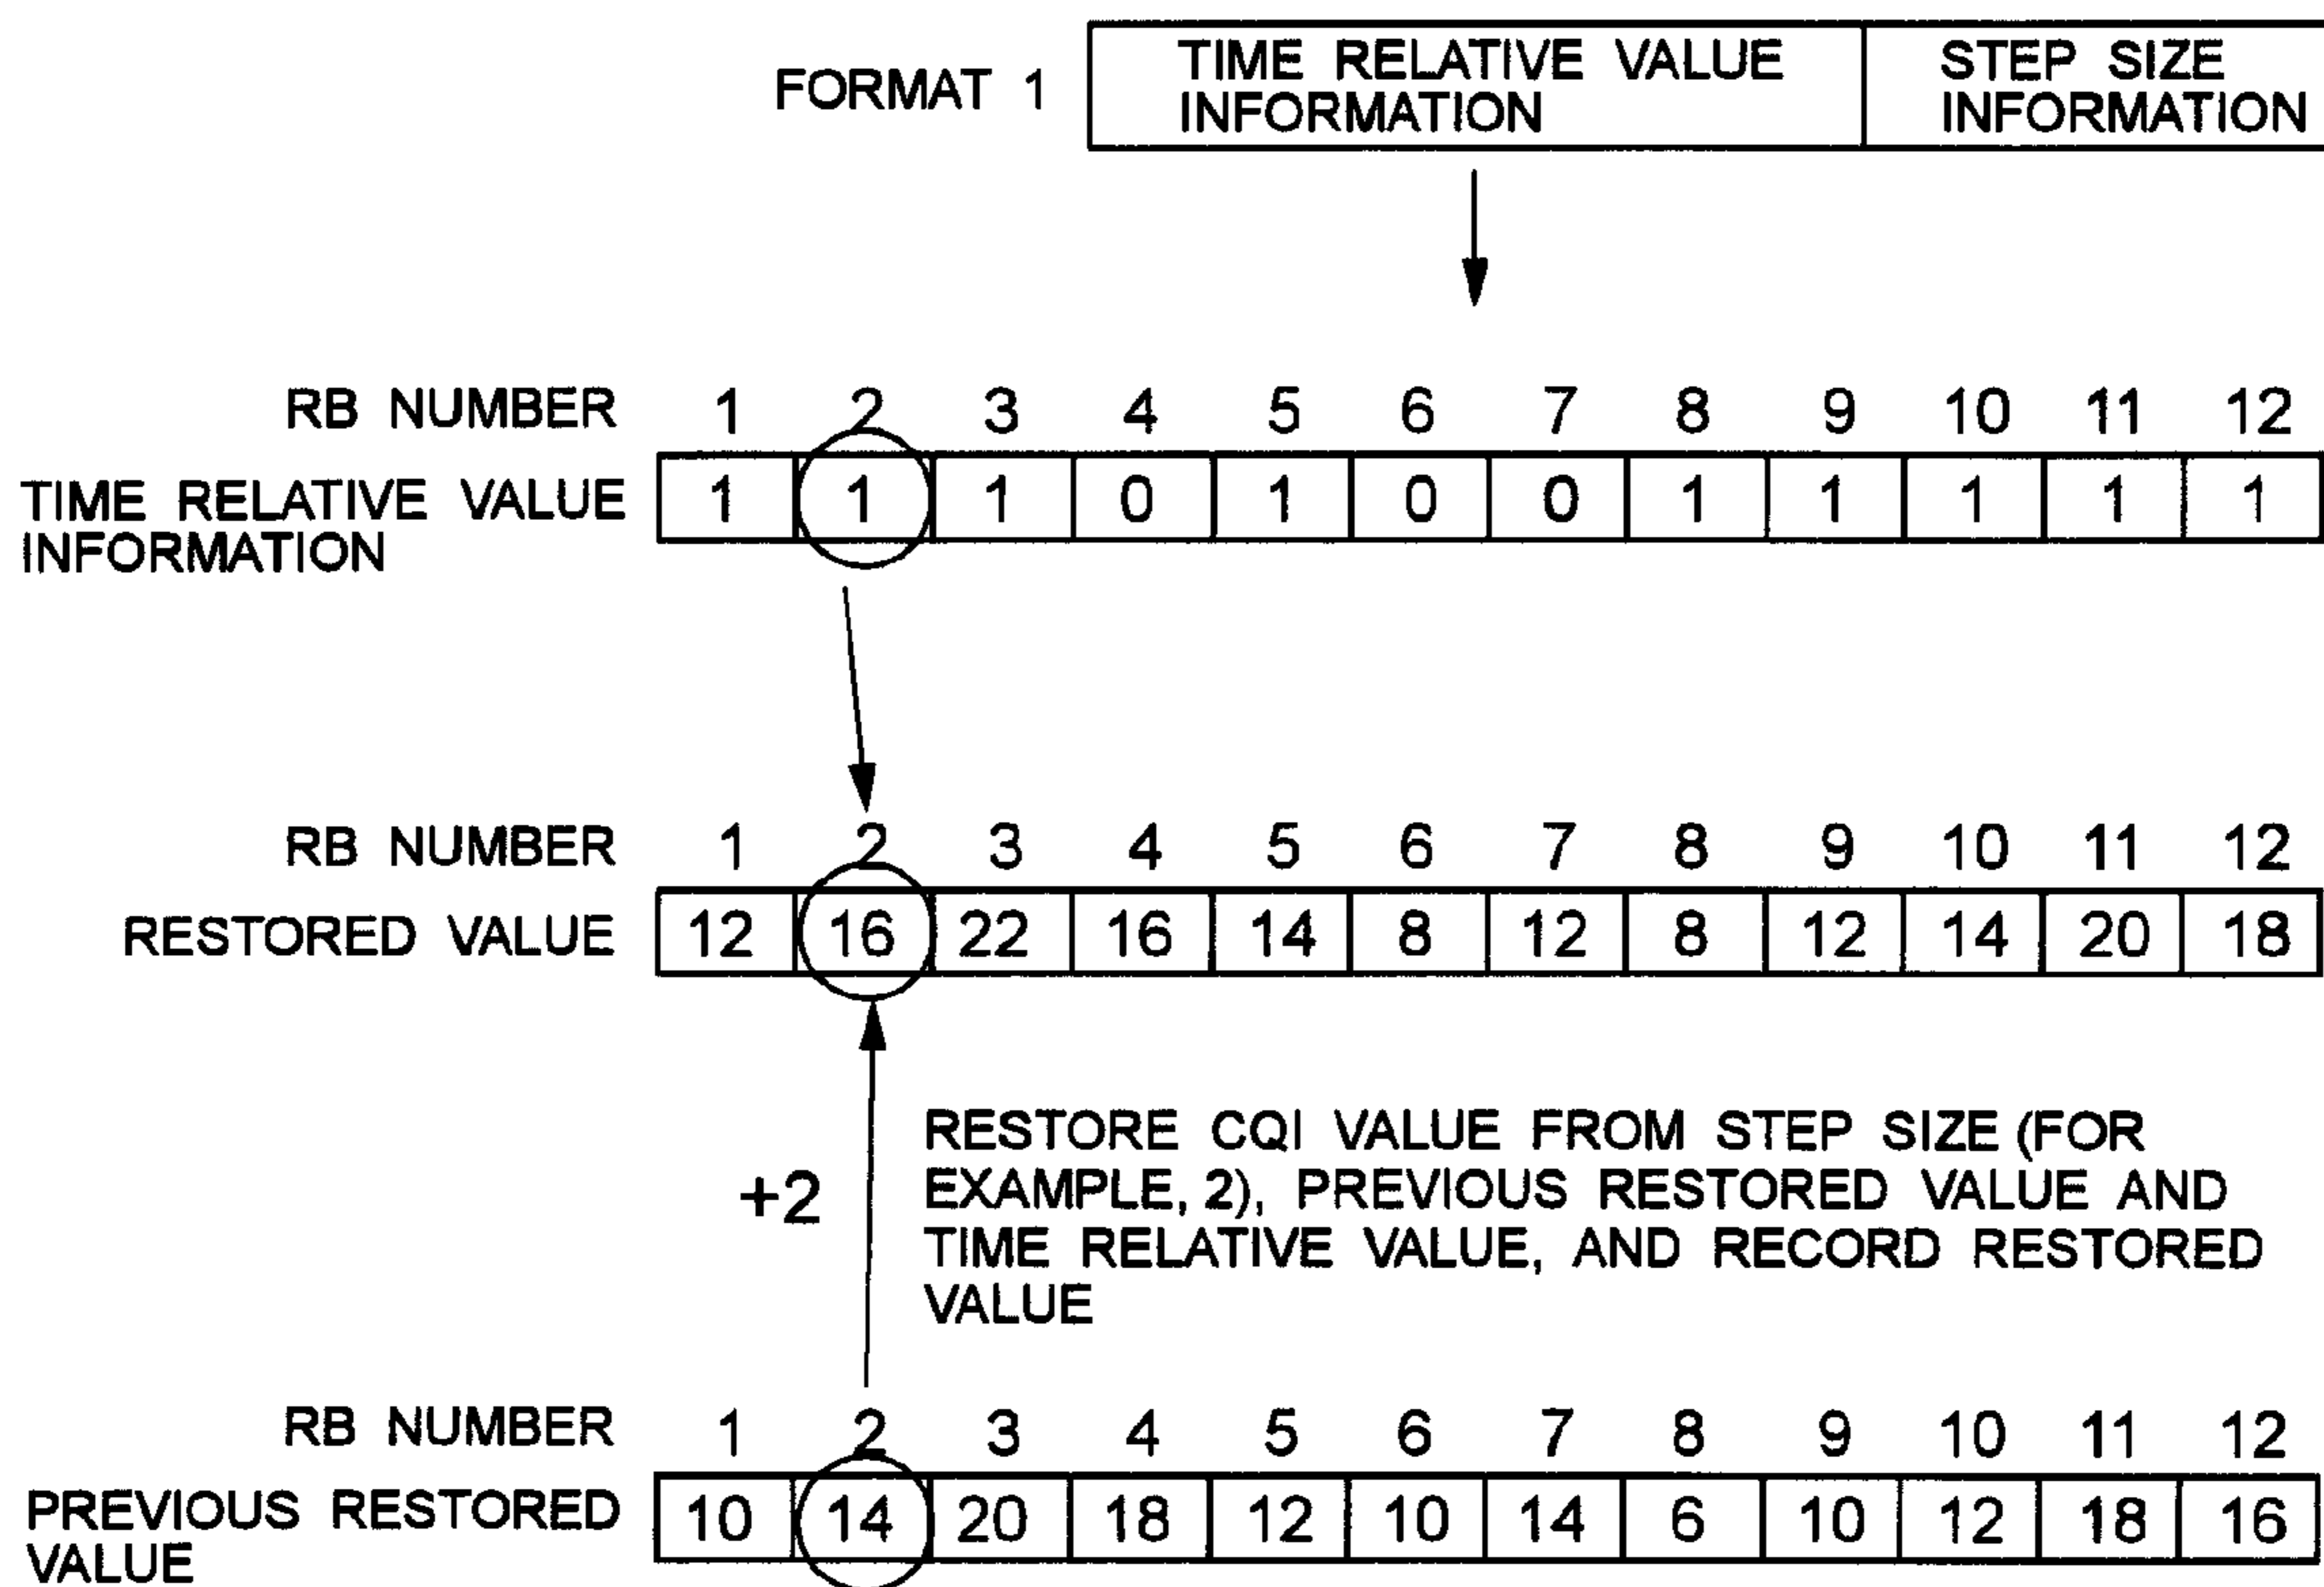 FORMAT 1
TIME RELATIVE VALUE
INFORMATION
STEP SIZE
INFORMATION
RB NUMBER 1 2 3 4 5 6 7 8 9 10 11 12
TIME RELATIVE VALUE
INFORMATION
1 1 1 0 1 0 0 1 1 1 1 1
RB NUMBER 1 2 3 4 5 6 7 8 9 10 11 12
RESTORED VALUE 12 16 22 16 14 8 12 8 12 14 20 18
+2
RESTORE CQI VALUE FROM STEP SIZE (FOR
EXAMPLE, 2), PREVIOUS RESTORED VALUE AND
TIME RELATIVE VALUE, AND RECORD RESTORED
VALUE
RB NUMBER 1 2 3 4 5 6 7 8 9 10 11 12
PREVIOUS RESTORED
VALUE
10 14 20 18 12 10 14 6 10 12 18 16